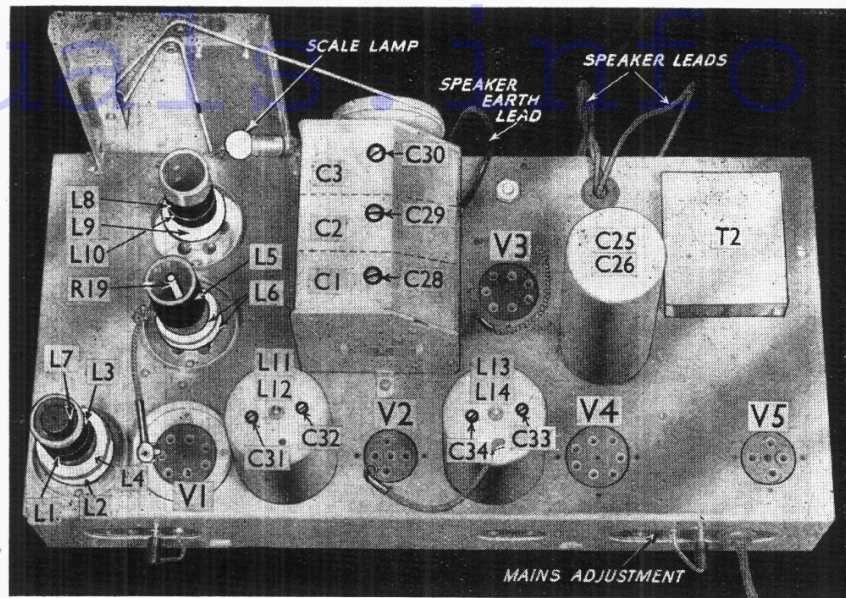 uals.info
SCALE LAMP
SPEAKER LEADS
SPEAKER
EARTH
LEAD
C3
C30
L8
L9
L10
C2
C29
V3
C25
C26
T2
L5
R19
L6
C1
C28
L7
L3
L11
L12
L13
L14
C31
C32
V2
C34
C33
V4
V5
L1
L2
L4
V1
MAINS ADJUSTMENT